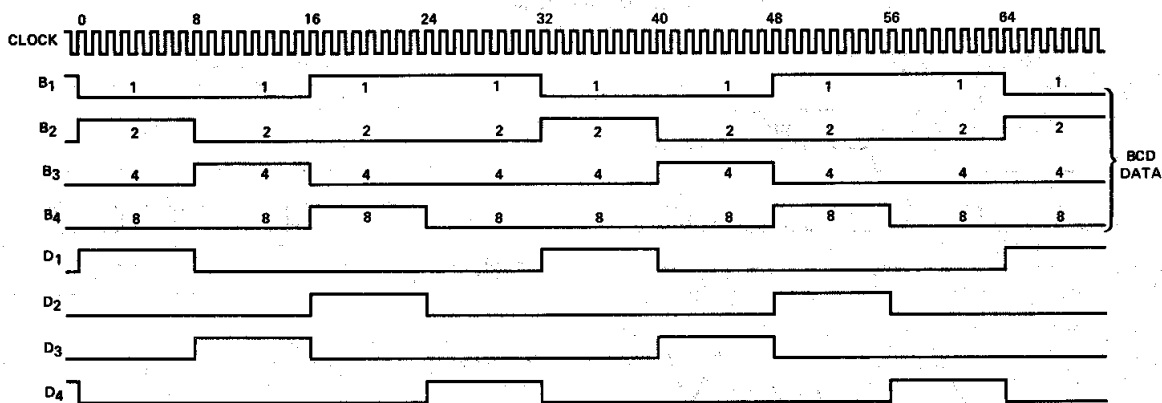 0 8 16 24 32 40 48 56 64
CLOCK
B1 1 1 1 1 1 1 1 1 1
B2 2 2 2 2 2 2 2 2 2
B3 4 4 4 4 4 4 4 4 4
B4 8 8 8 8 8 8 8 8 8
BCD
DATA
D1
D2
D3
D4